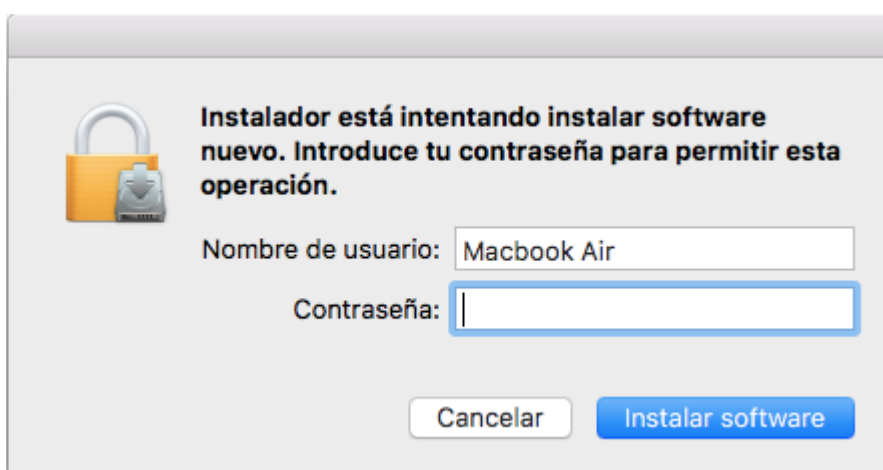 Instalador está intentando instalar software
nuevo. Introduce tu contraseña para permitir esta
operación.
Nombre de usuario: Macbook Air
Contraseña:
Cancelar Instalar software